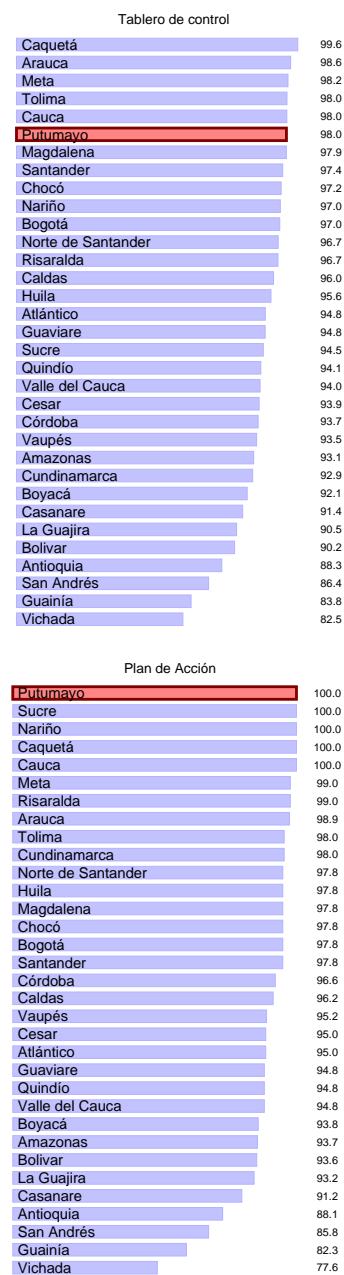 Tablero de control
Caquetá 99.6
Arauca 98.6
Meta 98.2
Tolima 98.0
Cauca 98.0
Putumayo 98.0
Magdalena 97.9
Santander 97.4
Chocó 97.2
Nariño 97.0
Bogotá 97.0
Norte de Santander 96.7
Risaralda 96.7
Caldas 96.0
Huila 95.6
Atlántico 94.8
Guaviare 94.8
Sucre 94.5
Quindío 94.1
Valle del Cauca 94.0
Cesar 93.9
Córdoba 93.7
Vaupés 93.5
Amazonas 93.1
Cundinamarca 92.9
Boyacá 92.1
Casanare 91.4
La Guajira 90.5
Bolivar 90.2
Antioquia 88.3
San Andrés 86.4
Guainía 83.8
Vichada 82.5
Plan de Acción
Putumayo 100.0
Sucre 100.0
Nariño 100.0
Caquetá 100.0
Cauca 100.0
Meta 99.0
Risaralda 99.0
Arauca 98.9
Tolima 98.0
Cundinamarca 98.0
Norte de Santander 97.8
Huila 97.8
Magdalena 97.8
Chocó 97.8
Bogotá 97.8
Santander 97.8
Córdoba 96.6
Caldas 96.2
Vaupés 95.2
Cesar 95.0
Atlántico 95.0
Guaviare 94.8
Quindío 94.8
Valle del Cauca 94.8
Boyacá 93.8
Amazonas 93.7
Bolivar 93.6
La Guajira 93.2
Casanare 91.2
Antioquia 88.1
San Andrés 85.8
Guainía 82.3
Vichada 77.6